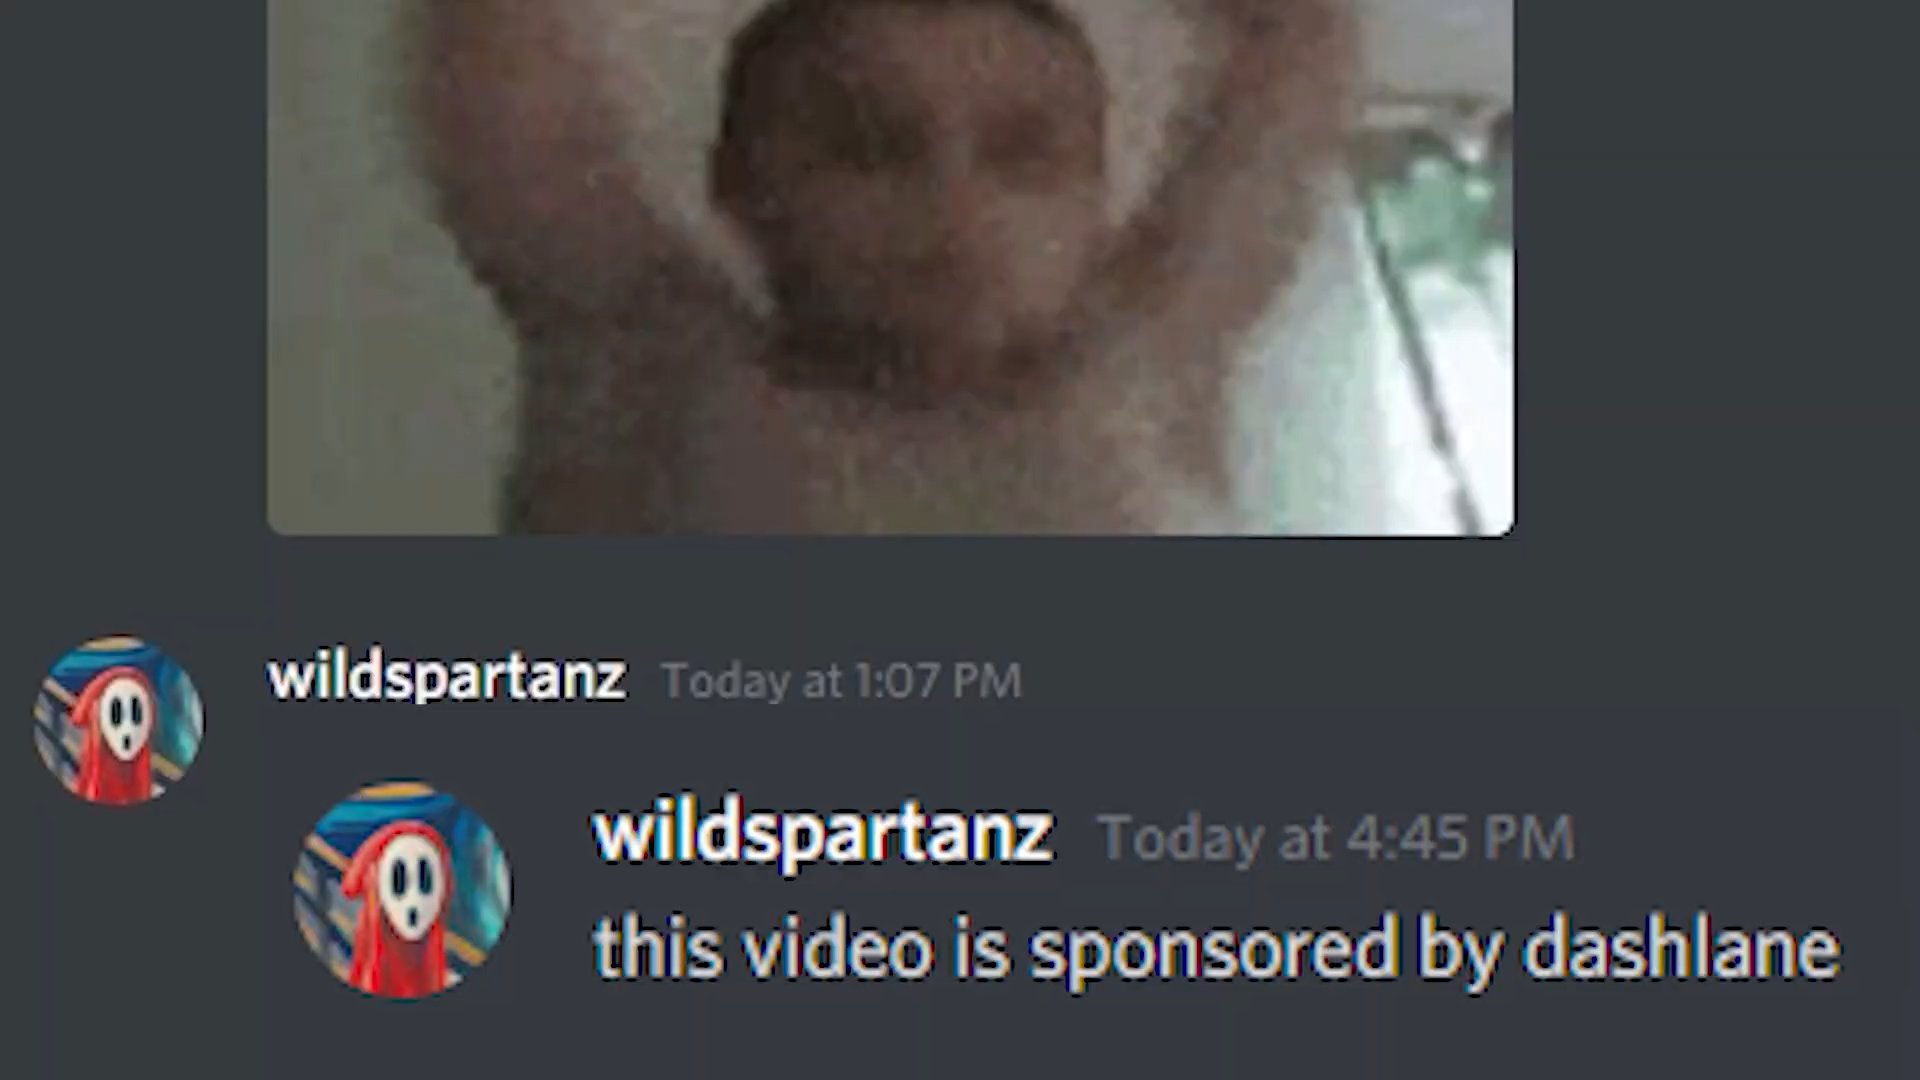 wildspartanz Today at 1:07 PM
wildspartanz Today at 4:45 PM
this video is sponsored by dashlane